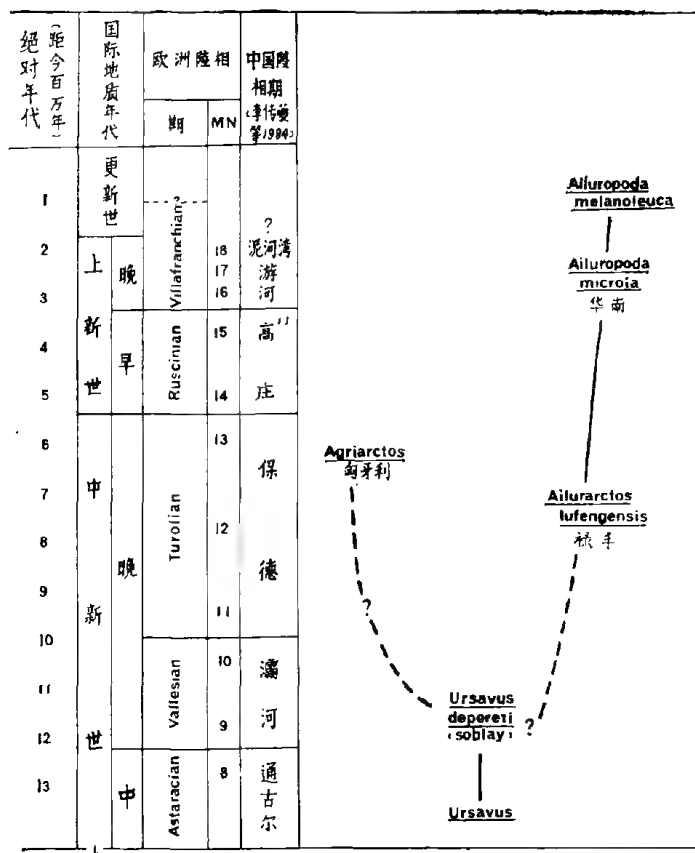 绝对年代
(距今百万年)
国际地质年代
欧洲陸相
期
MN
中国陸
相期
(李传夔
等1984)
1
2
3
4
5
6
7
8
9
10
11
12
13
更新世
上新世
晚
早
中新世
晚
中
Villafranchian
Ruscinian
Turolian
Vallesian
Astaracian
18
17
16
15
14
13
12
11
10
9
8
?
泥河湾
游
河
高
庄
保
德
灞
河
通
古
尔
Ailuropoda
melanoleuca
Ailuropoda
microta
华南
Agriarctos
匈牙利
Ailurarctos
lufengensis
禄丰
?
Ursavus
depereti
(soblay)
?
Ursavus